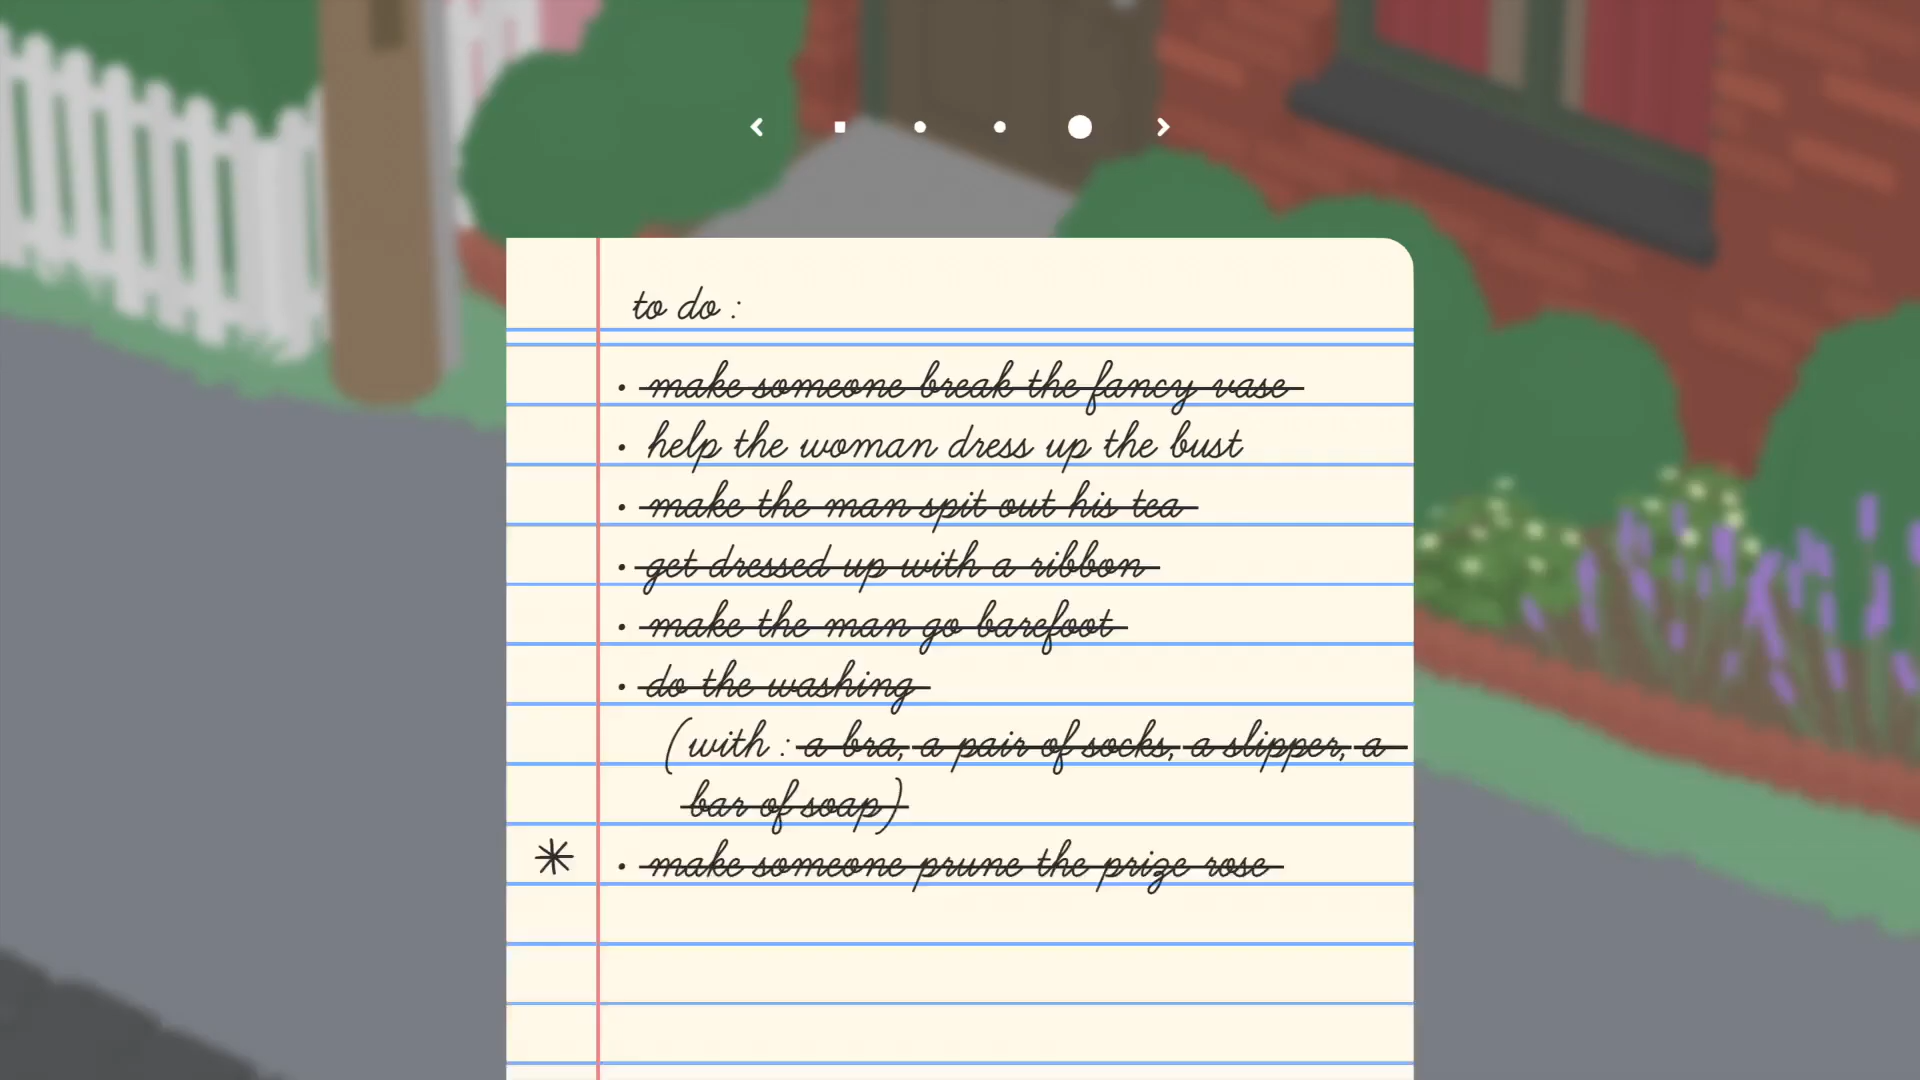 to do :
• make someone break the fancy vase
• help the woman dress up the bust
• make the man spit out his tea
• get dressed up with a ribbon
• make the man go barefoot
• do the washing
(with : a bra, a pair of socks, a slipper, a
bar of soap)
* • make someone prune the prize rose